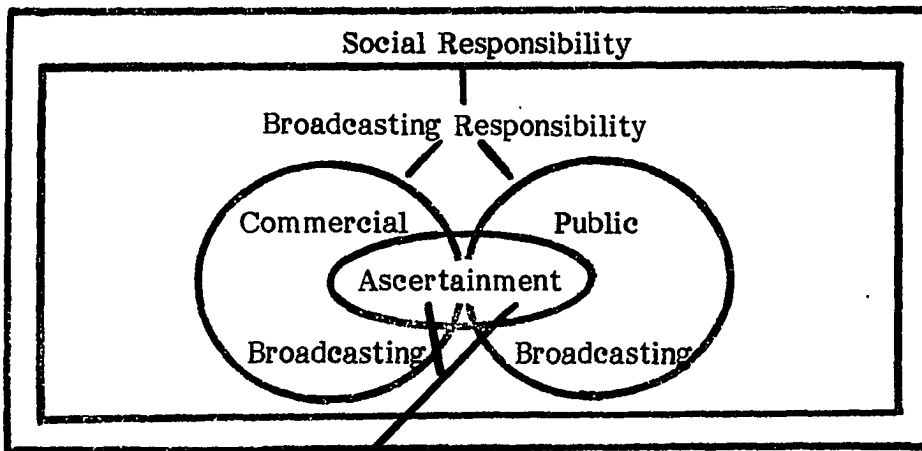 Social Responsibility
Broadcasting Responsibility
Commercial
Public
Ascertainment
Broadcasting
Broadcasting